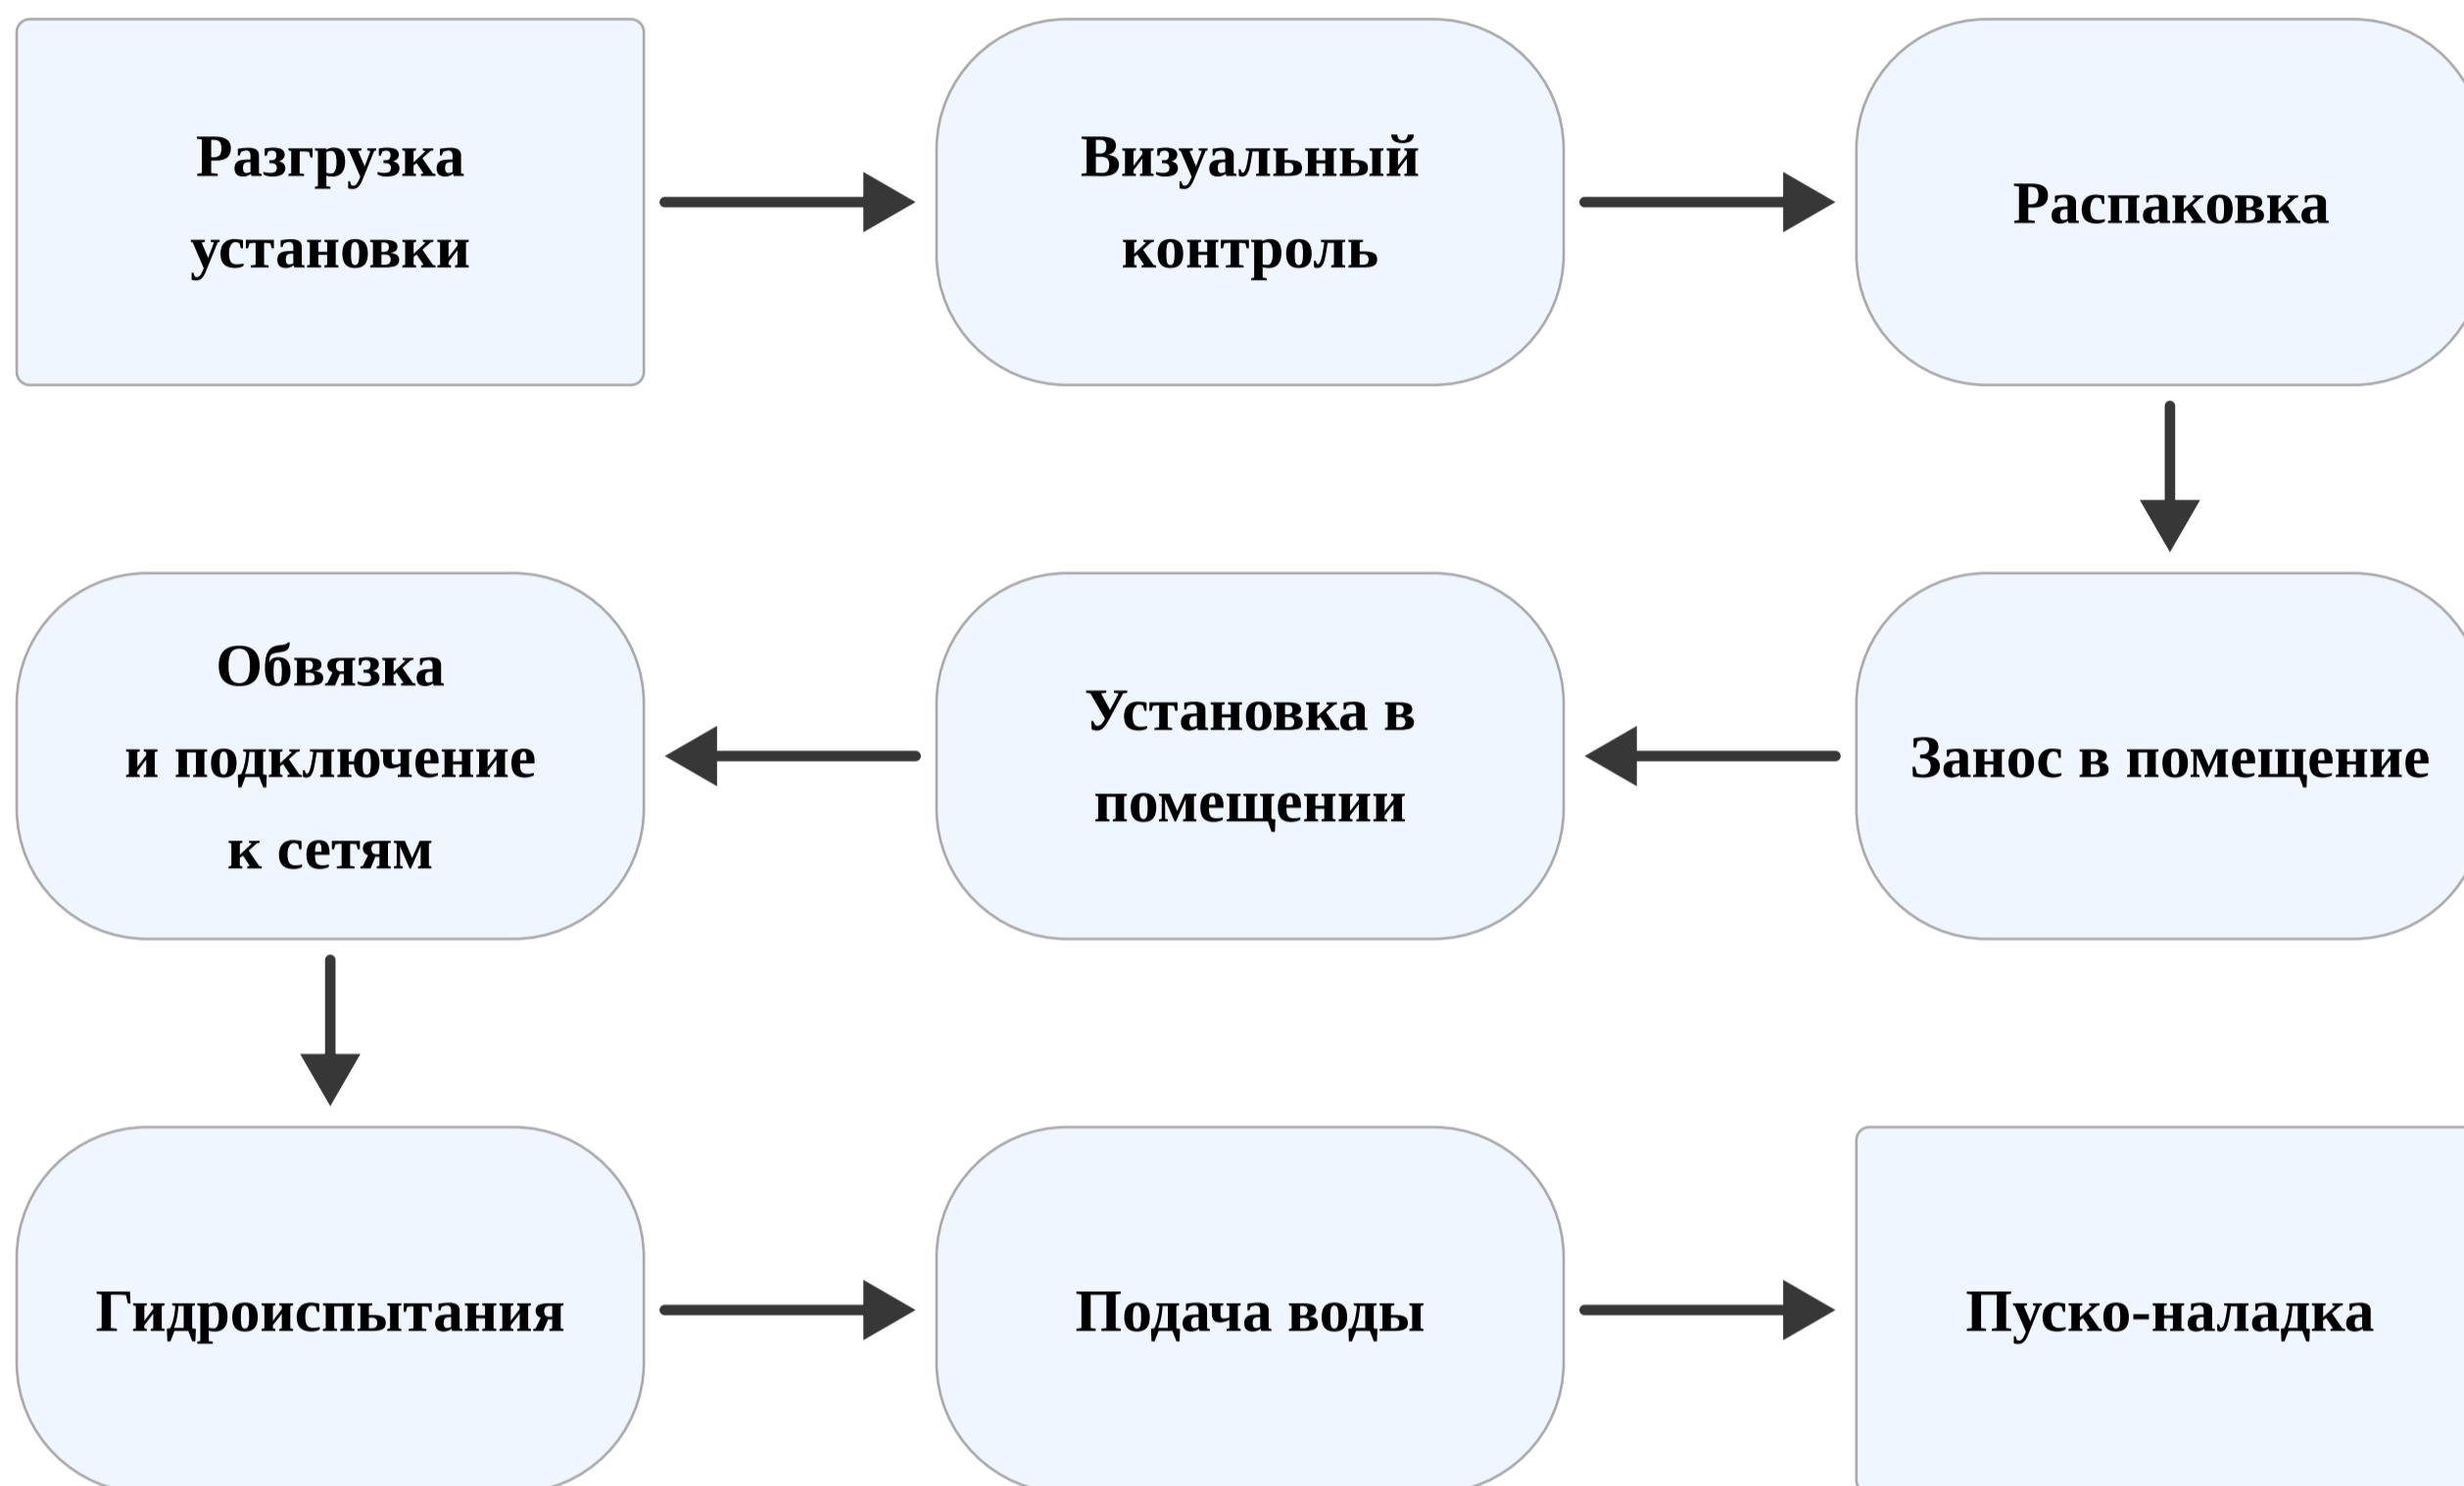 Разгрузка
установки
Визуальный
контроль
Распаковка
Занос в помещение
Установка в
помещении
Обвязка
и подключение
к сетям
Гидроиспытания
Подача воды
Пуско-наладка